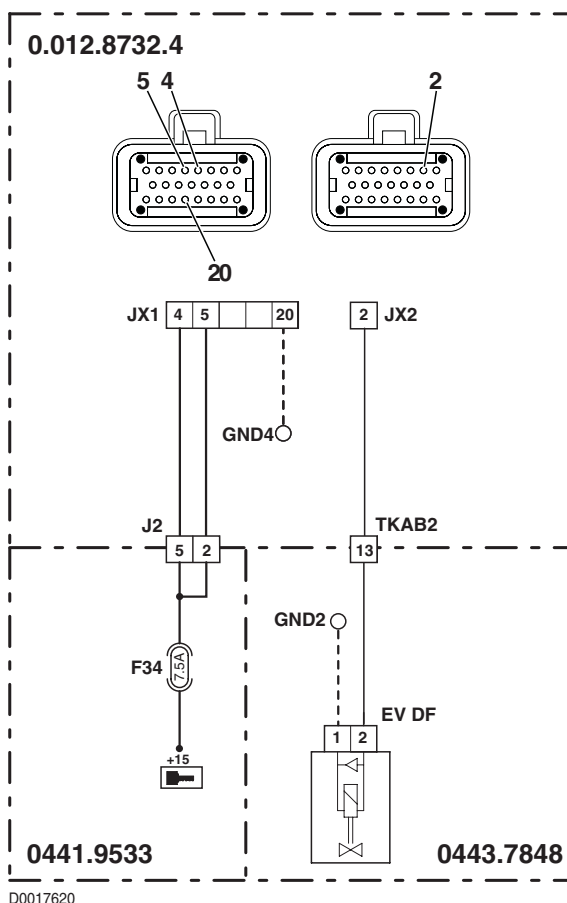 0.012.8732.4
5 4 2
20
JX1 4 5 20 2 JX2
GND4
J2 TKAB2
5 2 13
GND2
F34 7.5A
EV DF
+15 1 2
0441.9533 0443.7848
D0017620